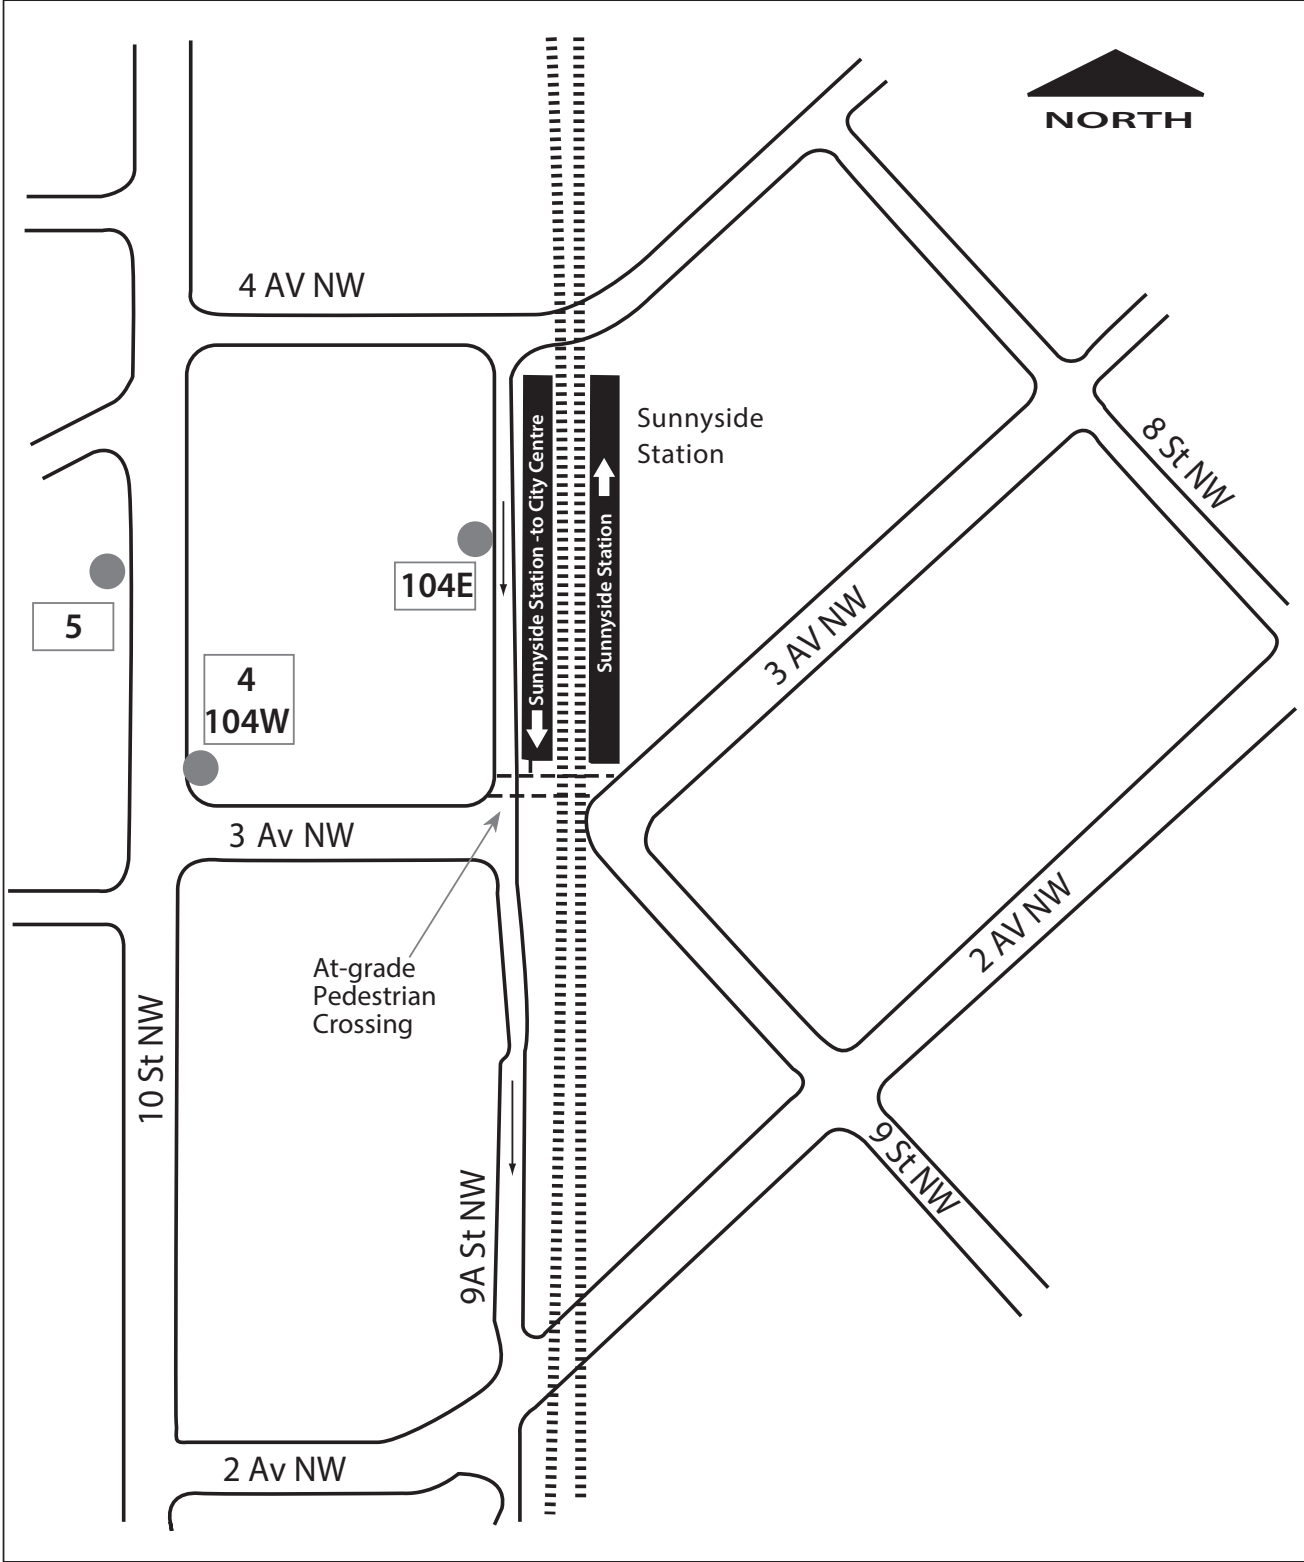 NORTH
4 AV NW
Sunnyside
Station
Sunnyside Station -to City Centre
Sunnyside Station
8 St NW
104E
5
4
104W
3 AV NW
3 Av NW
2 AV NW
At-grade
Pedestrian
Crossing
10 St NW
9 St NW
9A St NW
2 Av NW